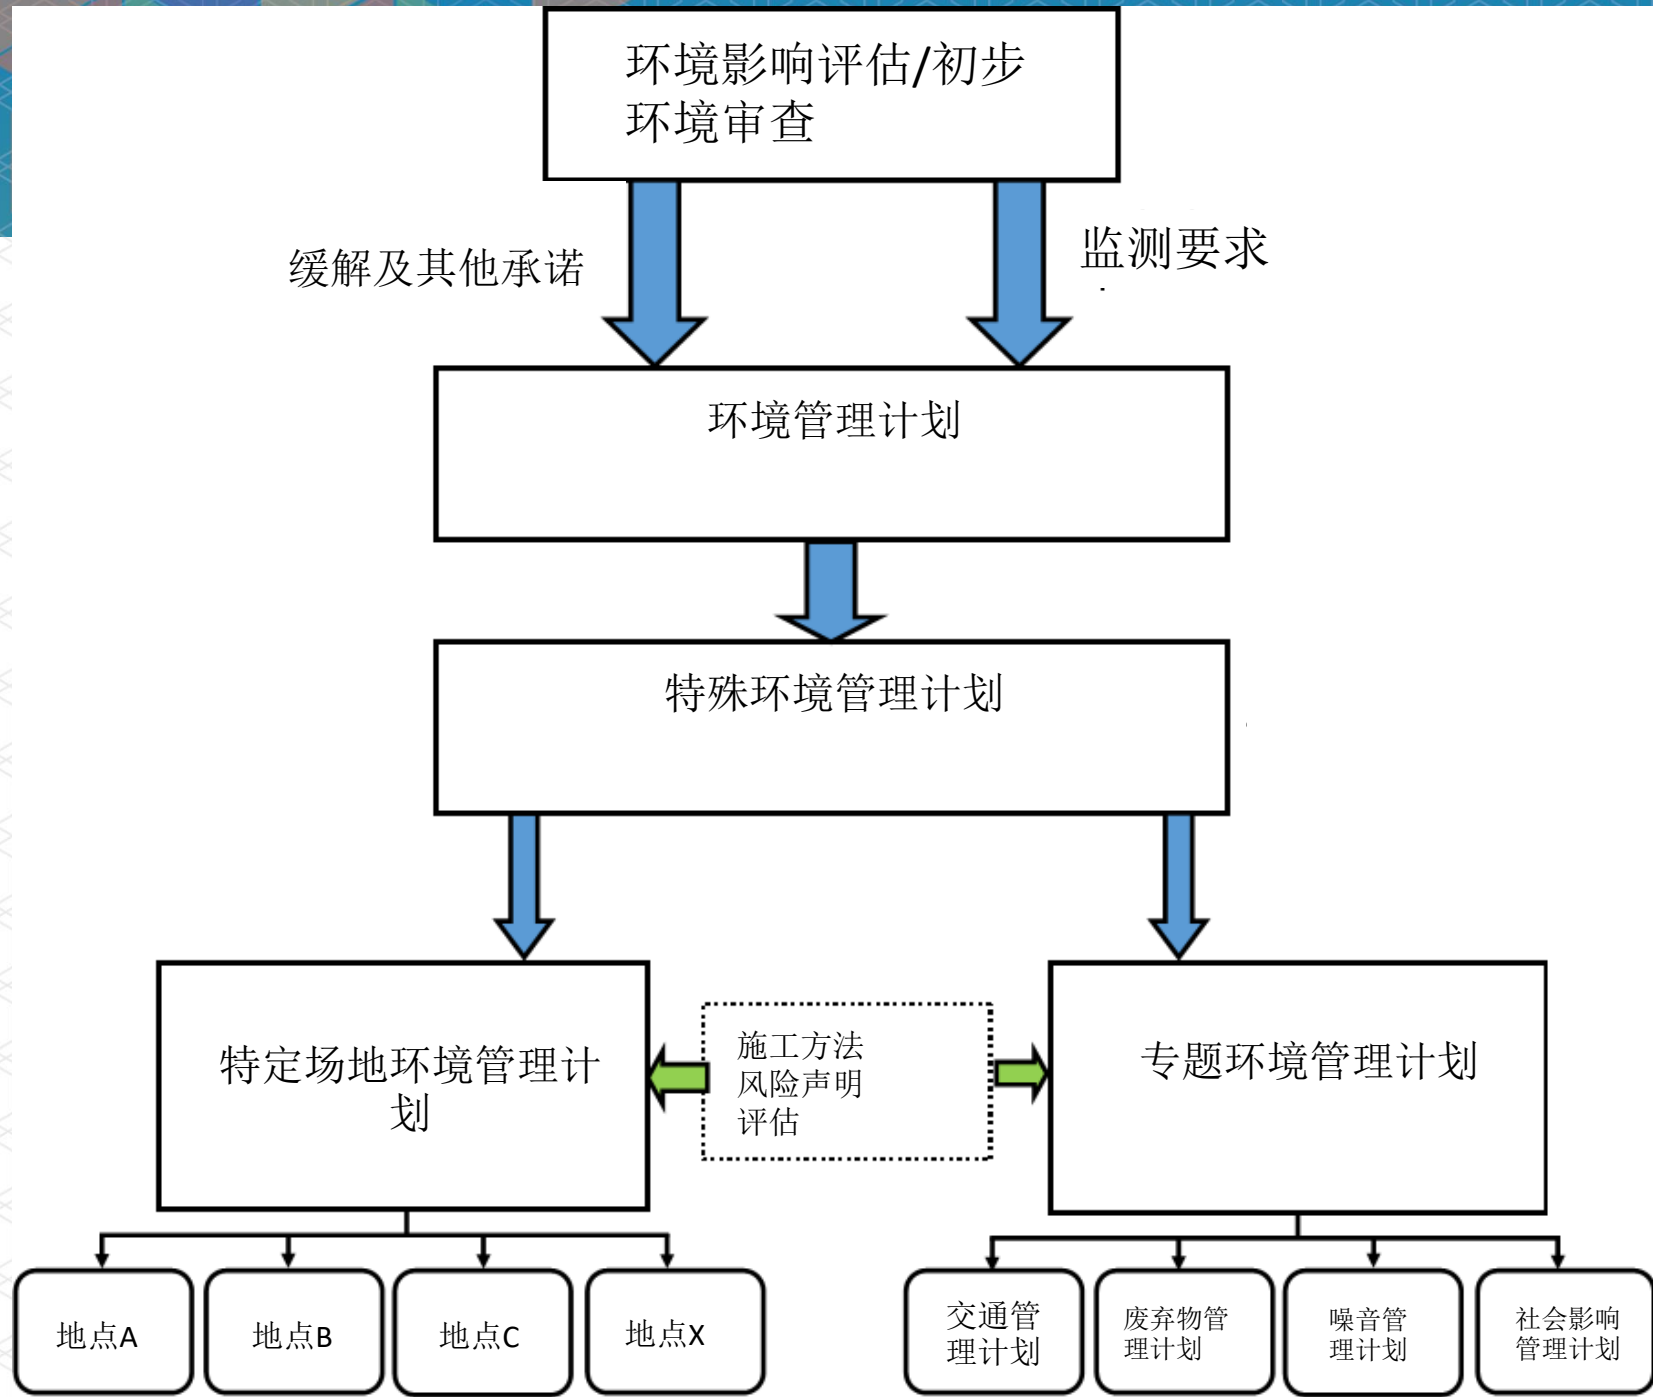 环境影响评估/初步
环境审查
缓解及其他承诺
监测要求
环境管理计划
特殊环境管理计划
特定场地环境管理计
划
施工方法
风险声明
评估
专题环境管理计划
地点A
地点B
地点C
地点X
交通管
理计划
废弃物管
理计划
噪音管
理计划
社会影响
管理计划